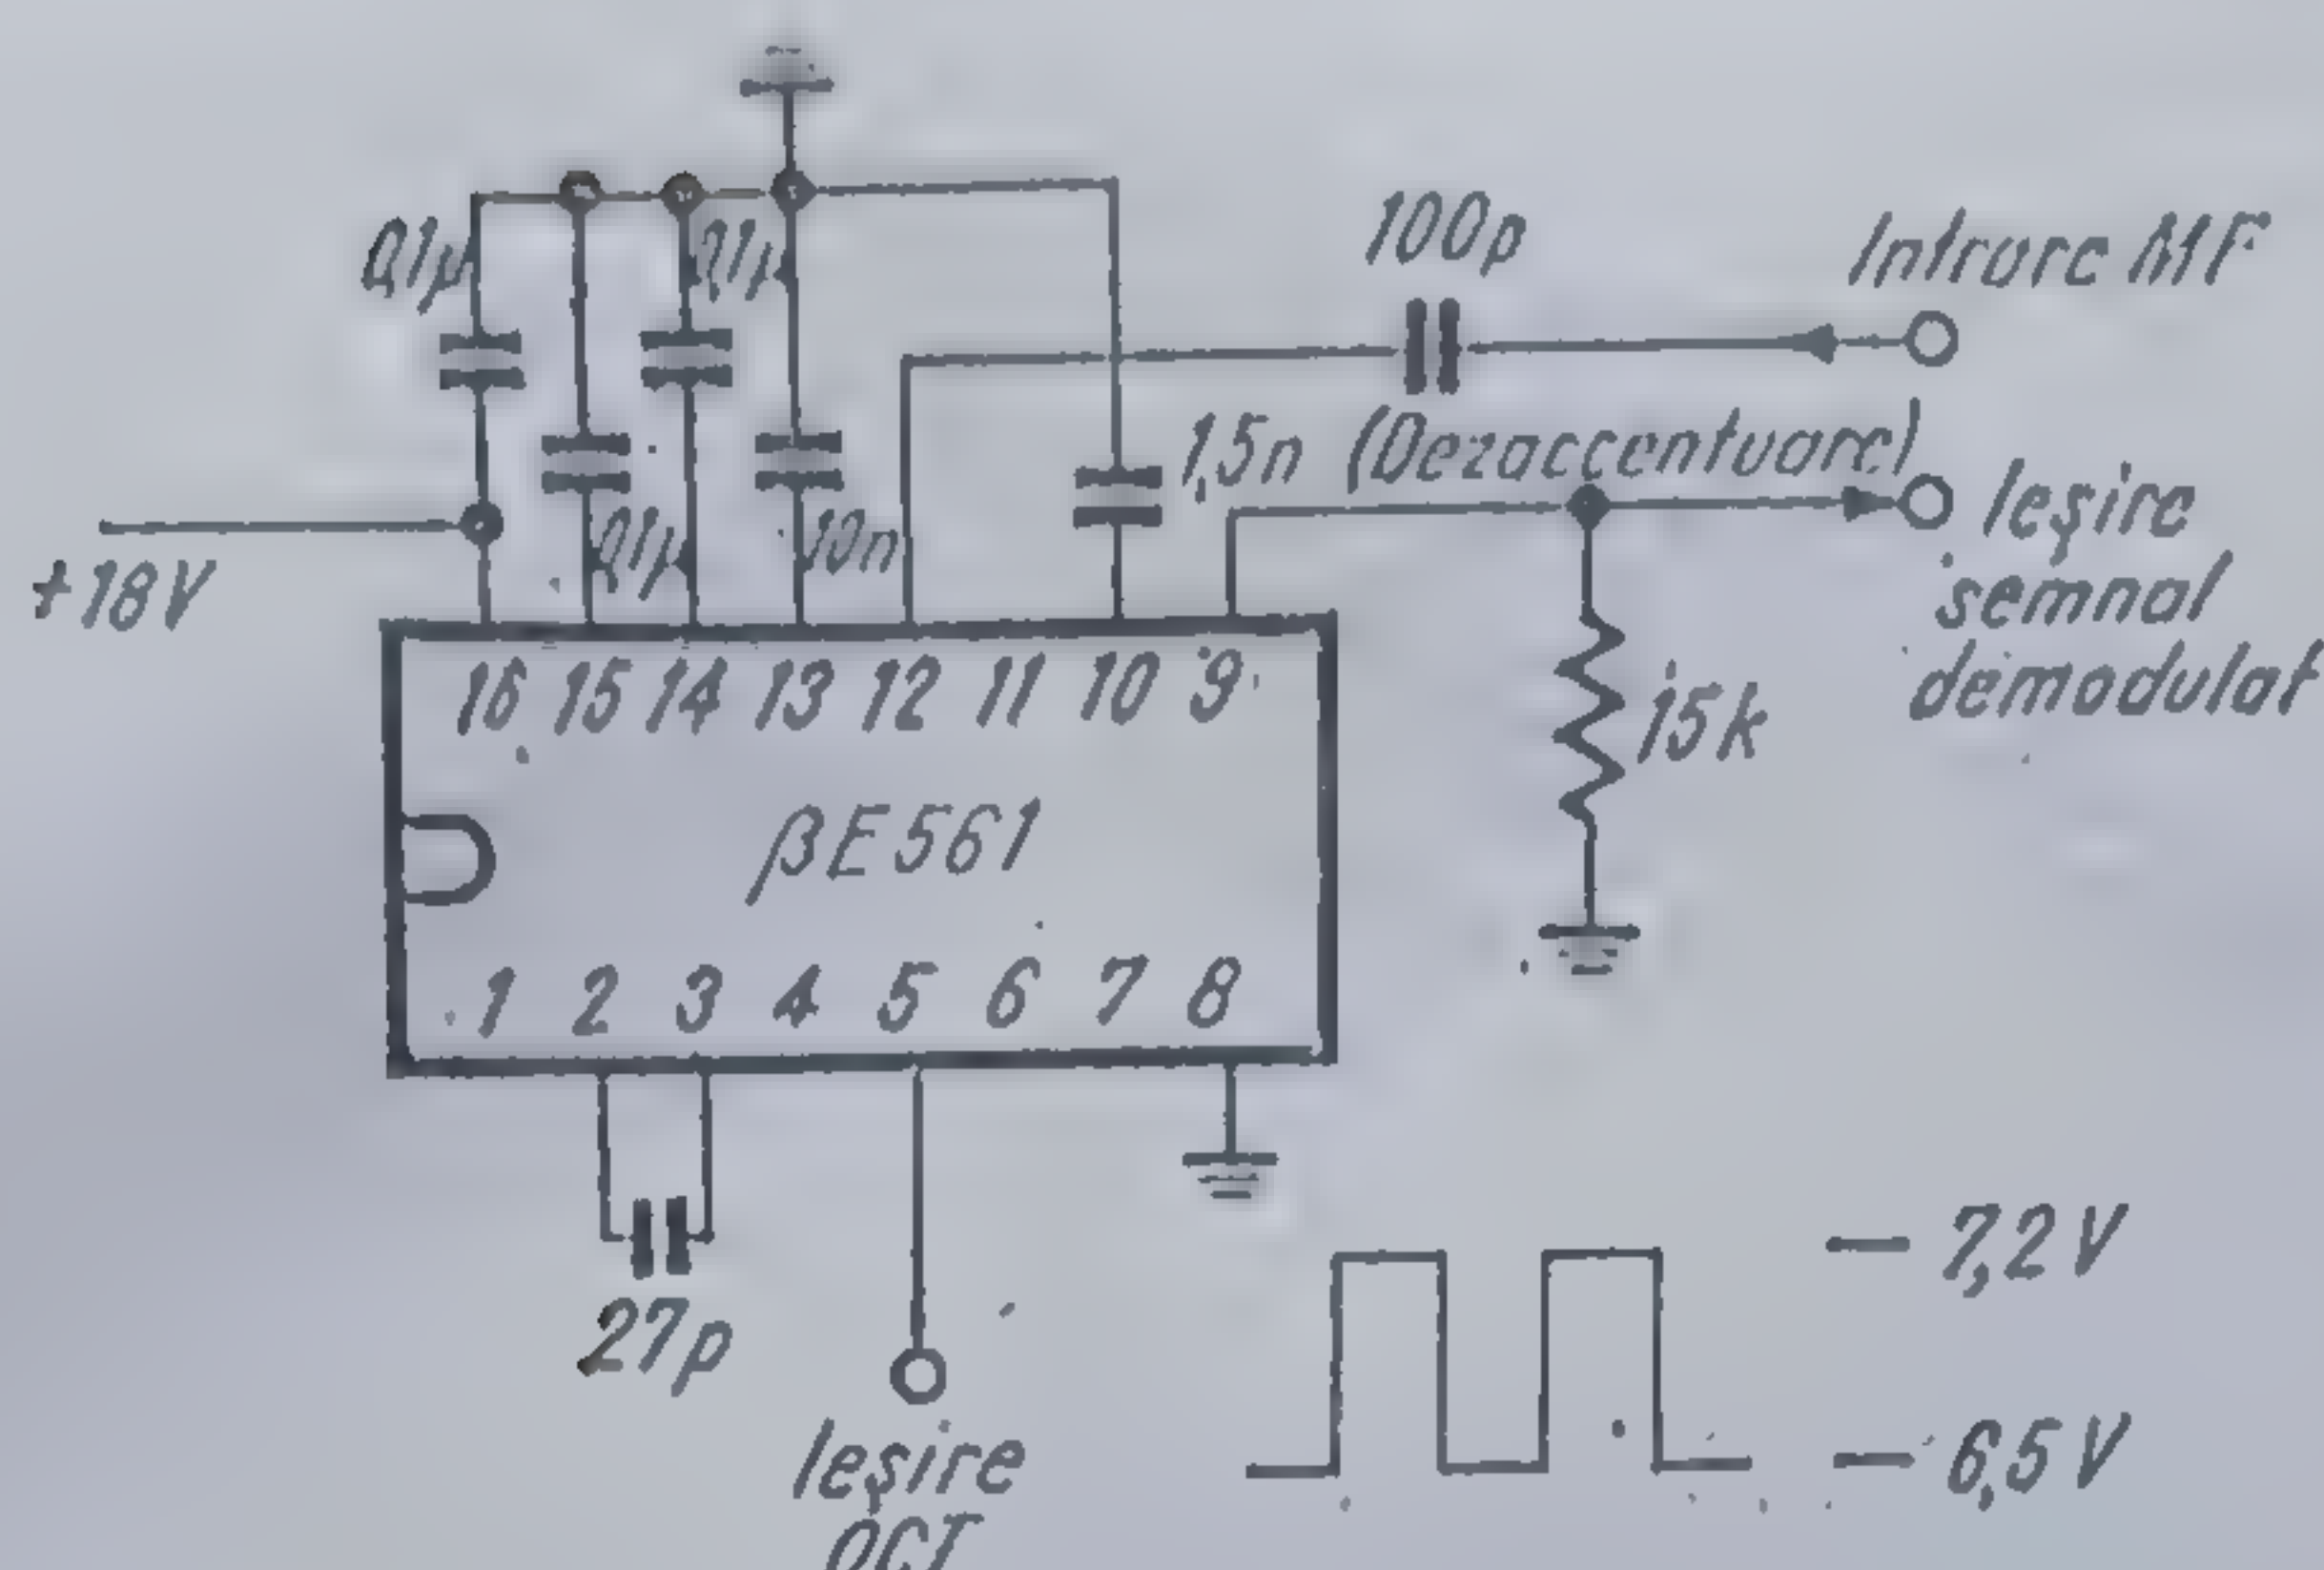 0,1µ
0,1µ
100p
Intrare MF
1,5n (Dezaccentuare)
+18V
0,1µ
10n
Ieșire
semnal
demodulat
16 15 14 13 12 11 10 9
15k
βE561
1 2 3 4 5 6 7 8
27p
7,2V
Ieșire
OCT
6,5V